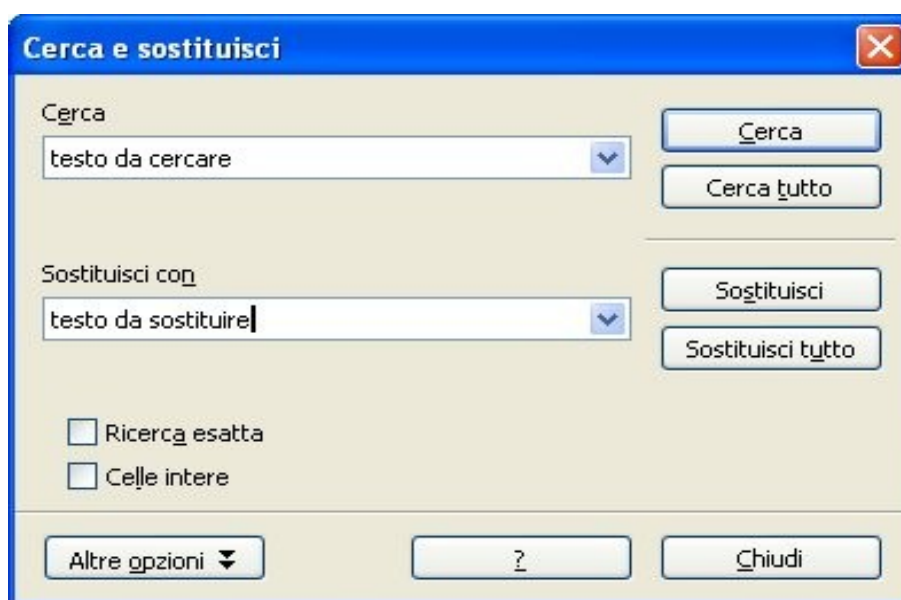 Cerca e sostituisci
Cerca
testo da cercare
Cerca
Cerca tutto
Sostituisci con
testo da sostituire
Sostituisci
Sostituisci tutto
Ricerca esatta
Celle intere
Altre opzioni
?
Chiudi